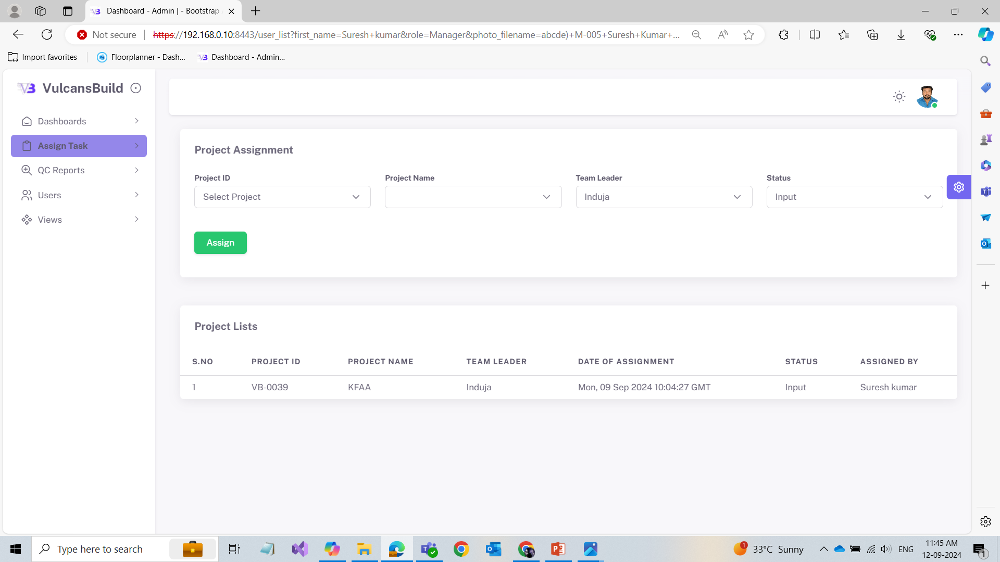 Dashboard - Admin | - Bootstrap
Not secure
https://192.168.0.10:8443/user_list?first_name=Suresh+kumar&role=Manager&photo_filename=abcde)+M-005+Suresh+Kumar+...
Import favorites
Floorplanner - Dash...
Dashboard - Admin...
VulcansBuild
Dashboards
Assign Task
QC Reports
Users
Views
Project Assignment
Project ID
Project Name
Team Leader
Status
Select Project
Induja
Input
Assign
Project Lists
S.NO PROJECT ID PROJECT NAME TEAM LEADER DATE OF ASSIGNMENT STATUS ASSIGNED BY
1 VB-0039 KFAA Induja Mon, 09 Sep 2024 10:04:27 GMT Input Suresh kumar
Type here to search
1
33°C Sunny
ENG
11:45 AM
12-09-2024
1